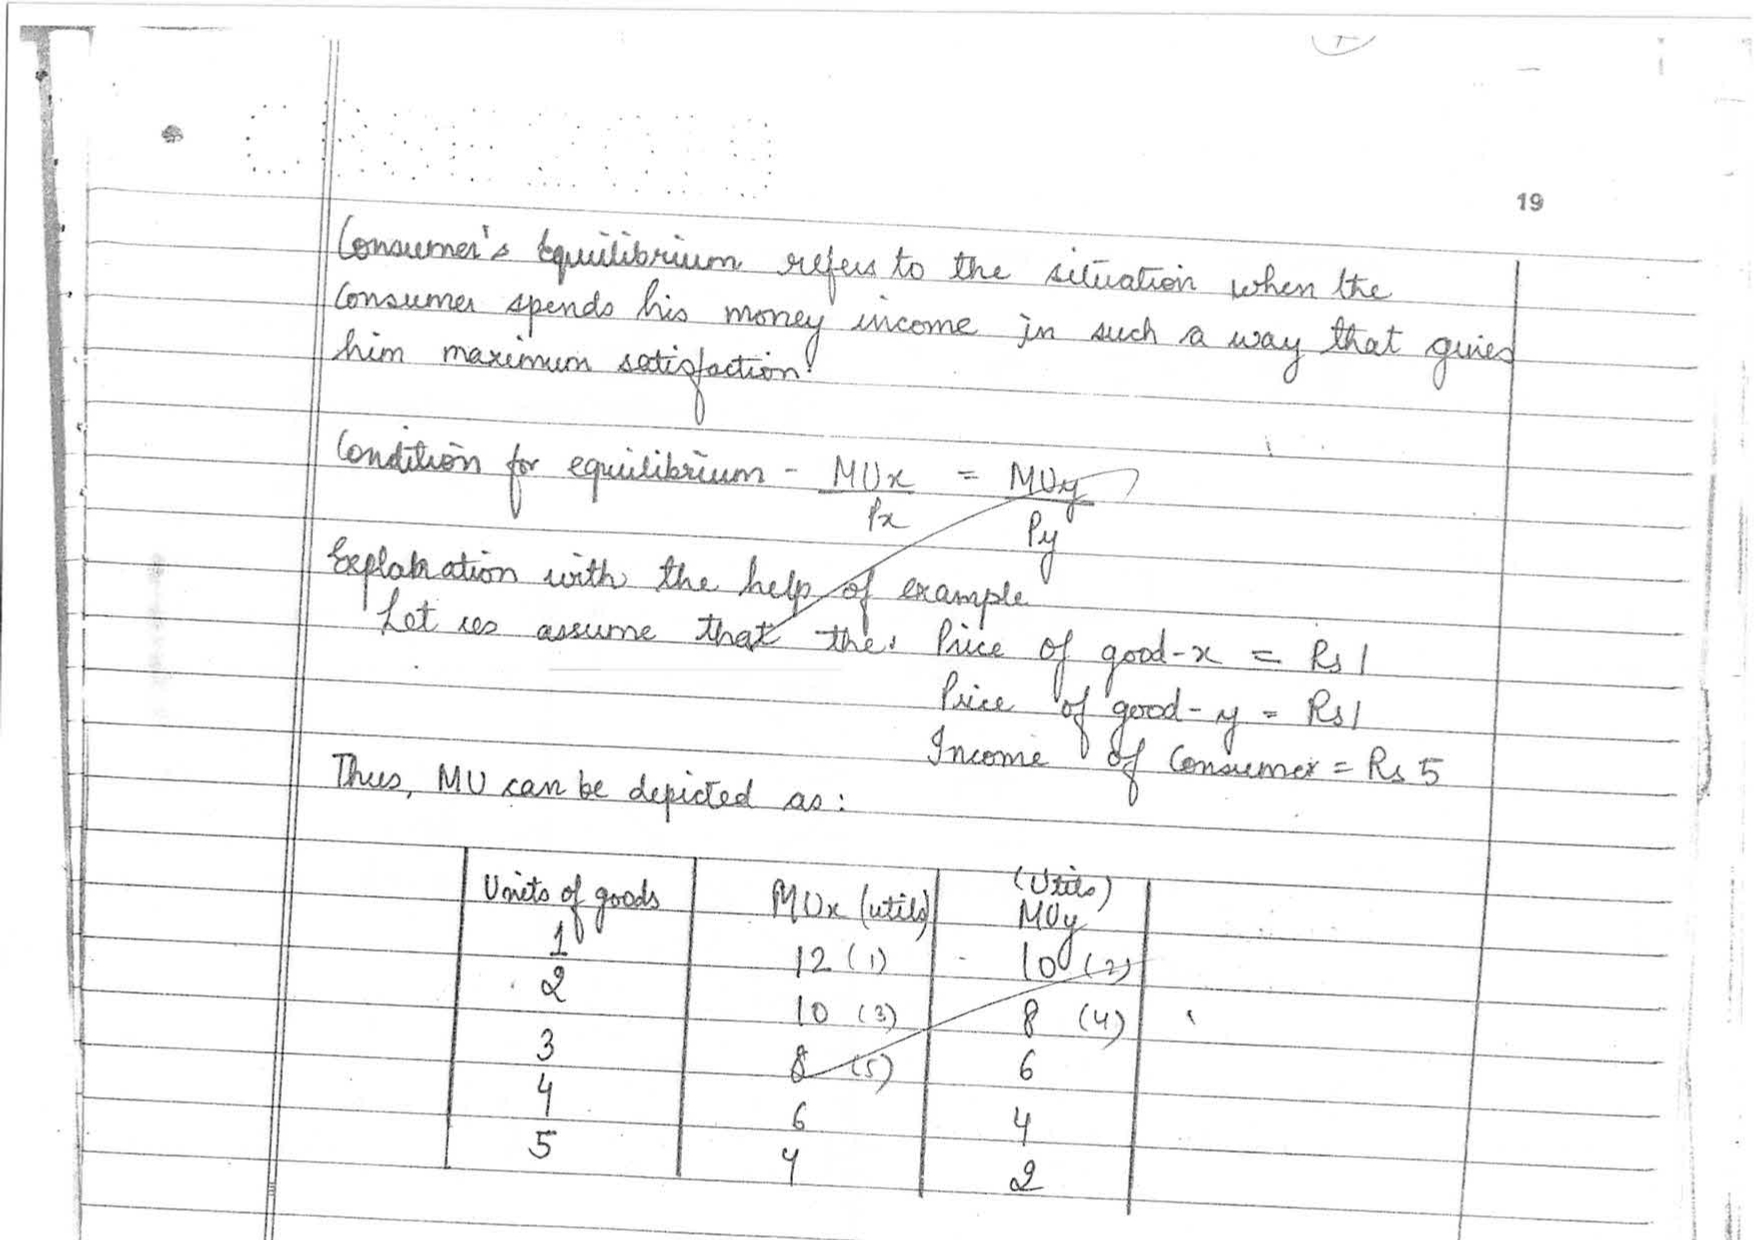 CBSE 2019
19
Consumer's Equilibrium refers to the situation when the
Consumer spends his money income in such a way that gives
him maximum satisfaction.
Condition for equilibrium - MUx = MUy
Px Py
Explanation with the help of example
Let us assume that the. Price of good-x = Rs 1
Price of good-y = Rs 1
Income of Consumer = Rs 5
Thus, MU can be depicted as:
Units of goods MUx (utils) (Utils) MUy
1 12 (1) 10 (2)
2 10 (3) 8 (4)
3 8 (5) 6
4 6 4
5 4 2